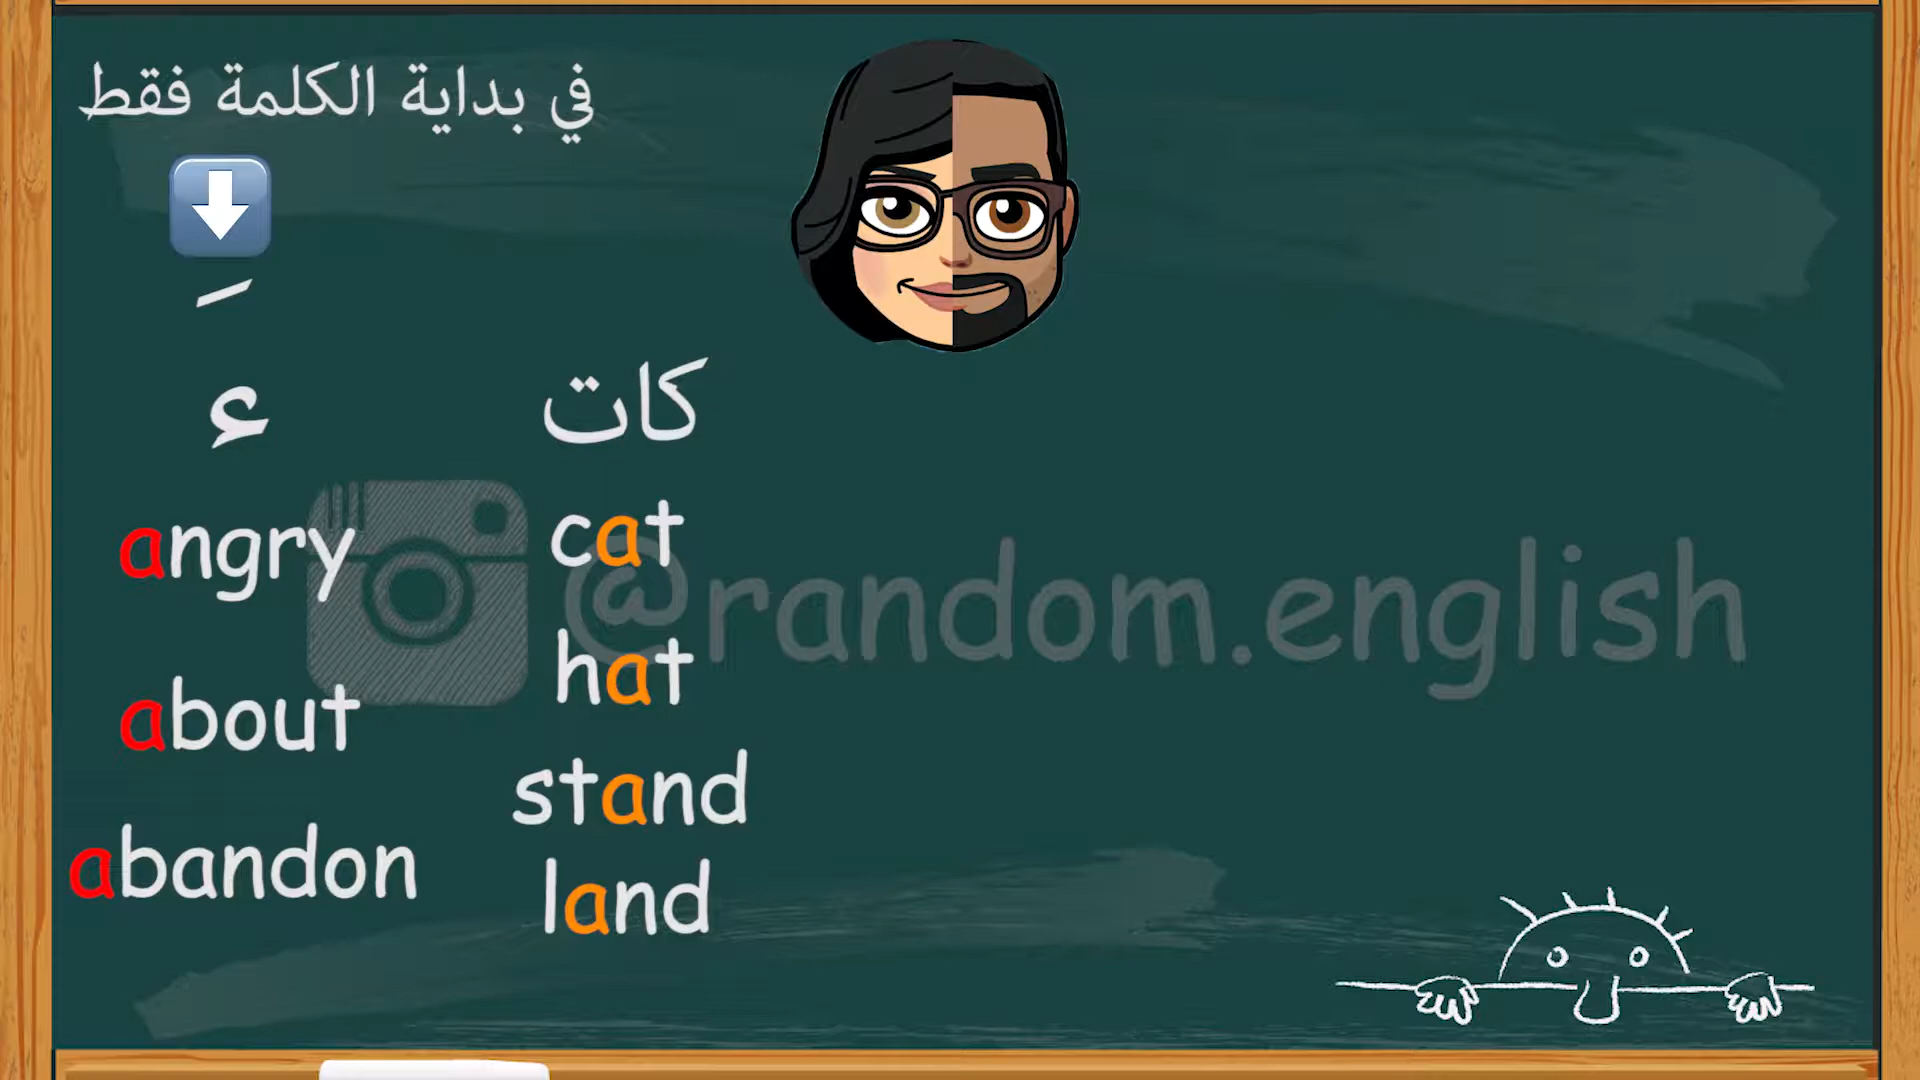 في بداية الكلمة فقط
َ
ء
angry
about
abandon
كات
cat
hat
stand
land
@random.english